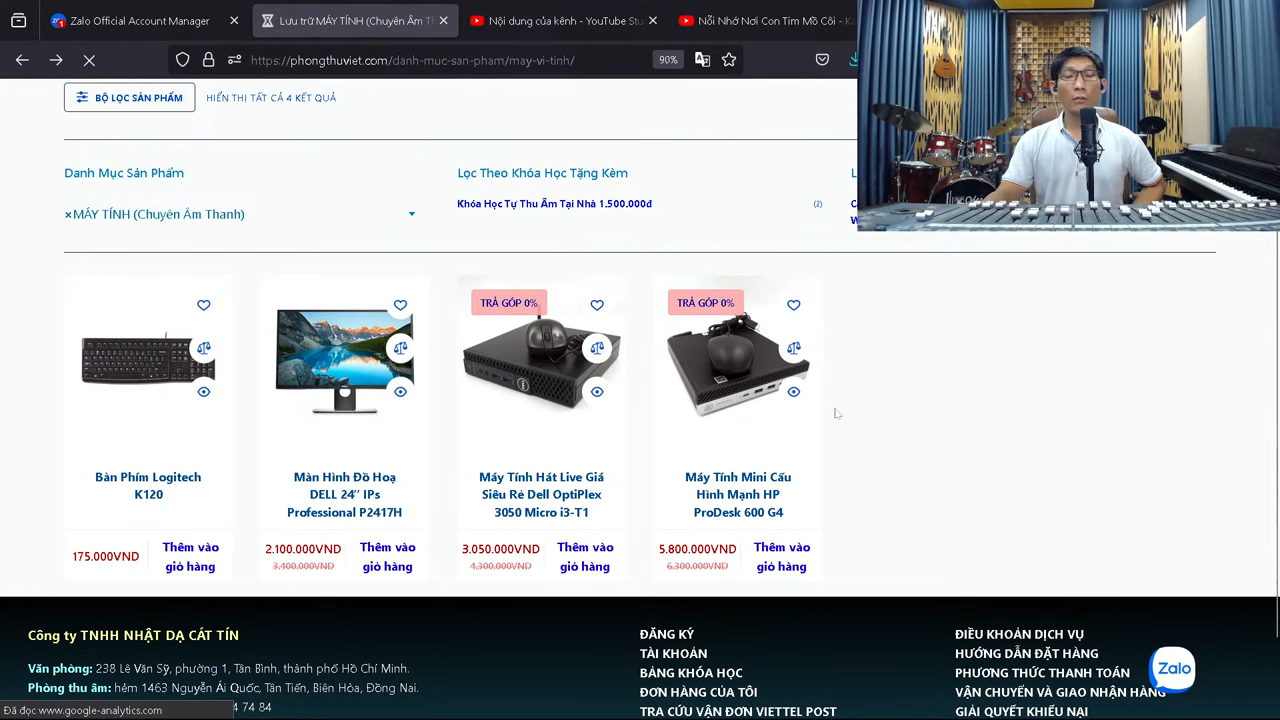 Zalo Official Account Manager
Lưu trữ MÁY TÍNH (Chuyên Âm Th
Nội dung của kênh - YouTube Stu
Nỗi Nhớ Nơi Con Tim Mồ Côi - Ka
https://phongthuviet.com/danh-muc-san-pham/may-vi-tinh/
90%
BỘ LỌC SẢN PHẨM
HIỂN THỊ TẤT CẢ 4 KẾT QUẢ
Danh Mục Sản Phẩm
Lọc Theo Khóa Học Tặng Kèm
×MÁY TÍNH (Chuyên Âm Thanh)
Khóa Học Tự Thu Âm Tại Nhà 1.500.000đ
(2)
TRẢ GÓP 0%
TRẢ GÓP 0%
Bàn Phím Logitech
K120
Màn Hình Đồ Hoạ
DELL 24″ IPs
Professional P2417H
Máy Tính Hát Live Giá
Siêu Rẻ Dell OptiPlex
3050 Micro i3-T1
Máy Tính Mini Cấu
Hình Mạnh HP
ProDesk 600 G4
175.000VND
Thêm vào
giỏ hàng
2.100.000VND
3.400.000VND
Thêm vào
giỏ hàng
3.050.000VND
4.300.000VND
Thêm vào
giỏ hàng
5.800.000VND
6.300.000VND
Thêm vào
giỏ hàng
Công ty TNHH NHẬT DẠ CÁT TÍN
Văn phòng: 238 Lê Văn Sỹ, phường 1, Tân Bình, thành phố Hồ Chí Minh.
Phòng thu âm: hẻm 1463 Nguyễn Ái Quốc, Tân Tiến, Biên Hòa, Đồng Nai.
4 74 84
ĐĂNG KÝ
TÀI KHOẢN
BẢNG KHÓA HỌC
ĐƠN HÀNG CỦA TÔI
TRA CỨU VẬN ĐƠN VIETTEL POST
ĐIỀU KHOẢN DỊCH VỤ
HƯỚNG DẪN ĐẶT HÀNG
PHƯƠNG THỨC THANH TOÁN
VẬN CHUYỂN VÀ GIAO NHẬN HÀNG
GIẢI QUYẾT KHIẾU NẠI
Zalo
Đã đọc www.google-analytics.com